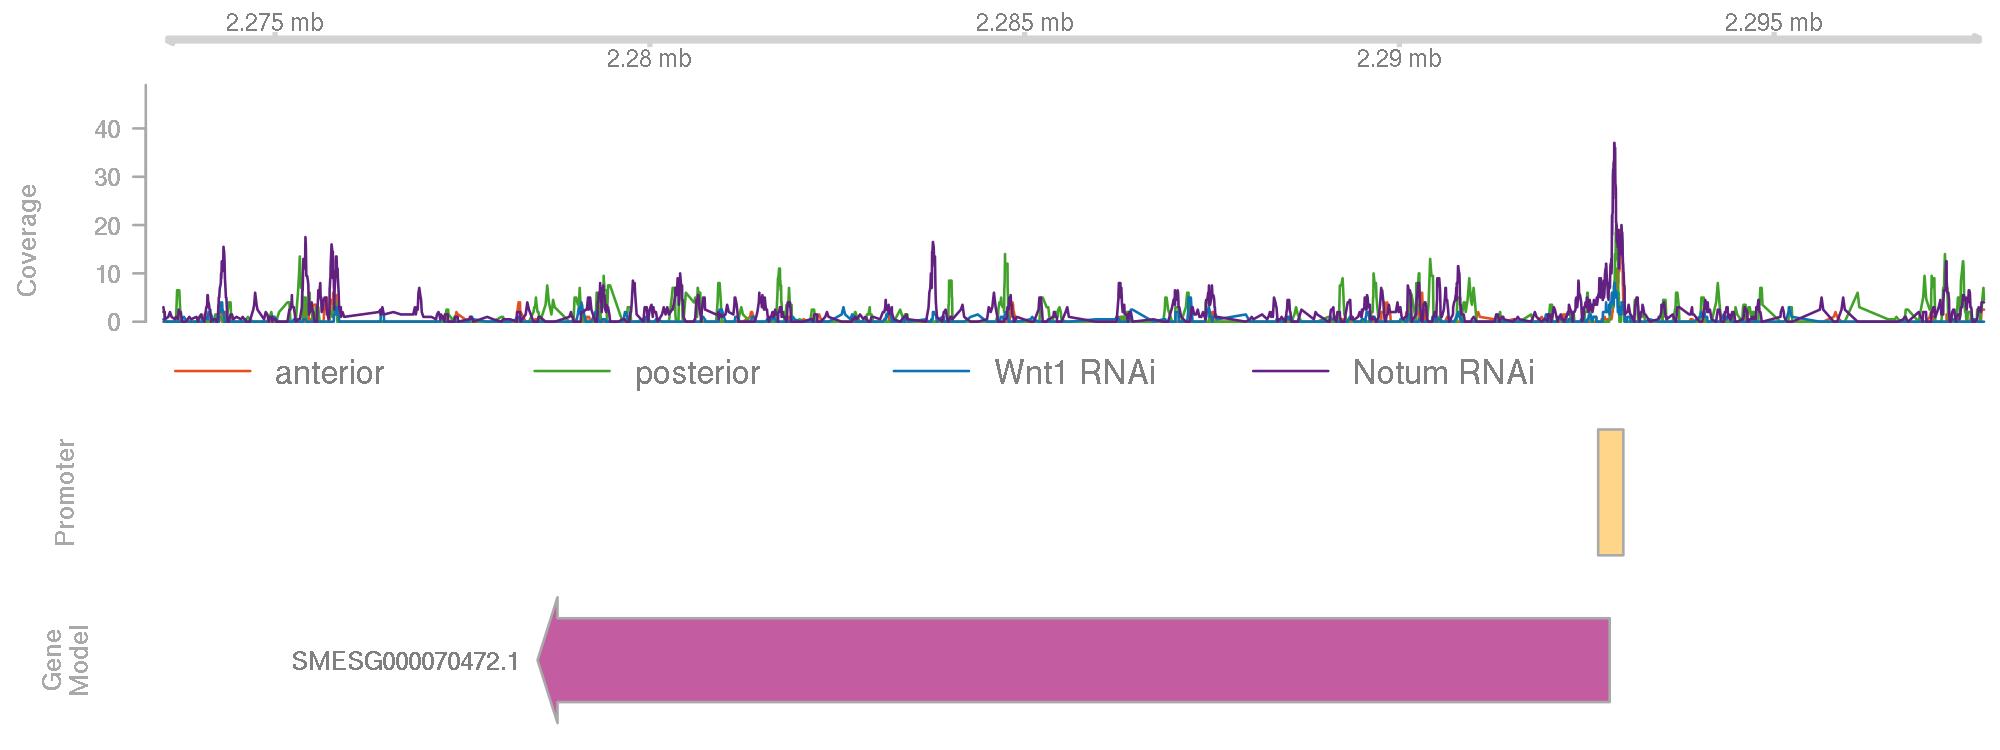 2.275 mb
2.285 mb
2.295 mb
2.28 mb
2.29 mb
Coverage
40
30
20
10
0
anterior
posterior
Wnt1 RNAi
Notum RNAi
Promoter
Gene
Model
SMESG000070472.1